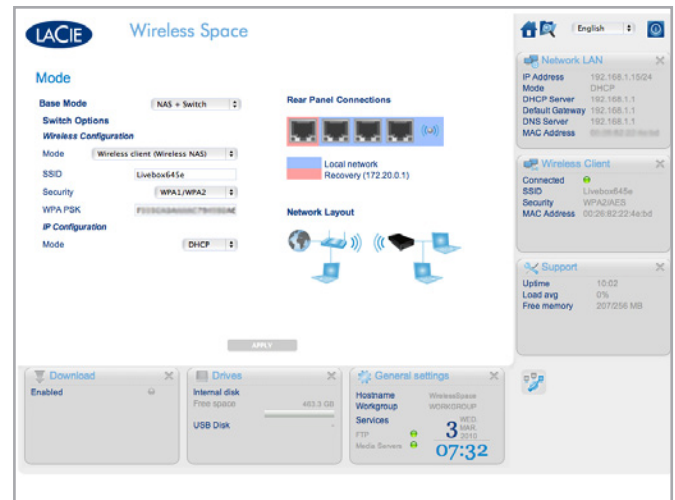 LACIE
Wireless Space
English
Mode
Base Mode NAS + Switch
Switch Options
Wireless Configuration
Mode Wireless client (Wireless NAS)
SSID Livebox645e
Security WPA1/WPA2
WPA PSK
IP Configuration
Mode DHCP
Rear Panel Connections
Local network
Recovery (172.20.0.1)
Network Layout
APPLY
Network LAN
IP Address 192.168.1.15/24
Mode DHCP
DHCP Server 192.168.1.1
Default Gateway 192.168.1.1
DNS Server 192.168.1.1
MAC Address
Wireless Client
Connected
SSID Livebox645e
Security WPA2/AES
MAC Address 00:26:82:22:4e:bd
Support
Uptime 10:02
Load avg 0%
Free memory 207/256 MB
Download
Enabled
Drives
Internal disk
Free space 463.3 GB
USB Disk -
General settings
Hostname WirelessSpace
Workgroup WORKGROUP
Services
FTP
Media Servers
WED.
3 MAR.
2010
07:32